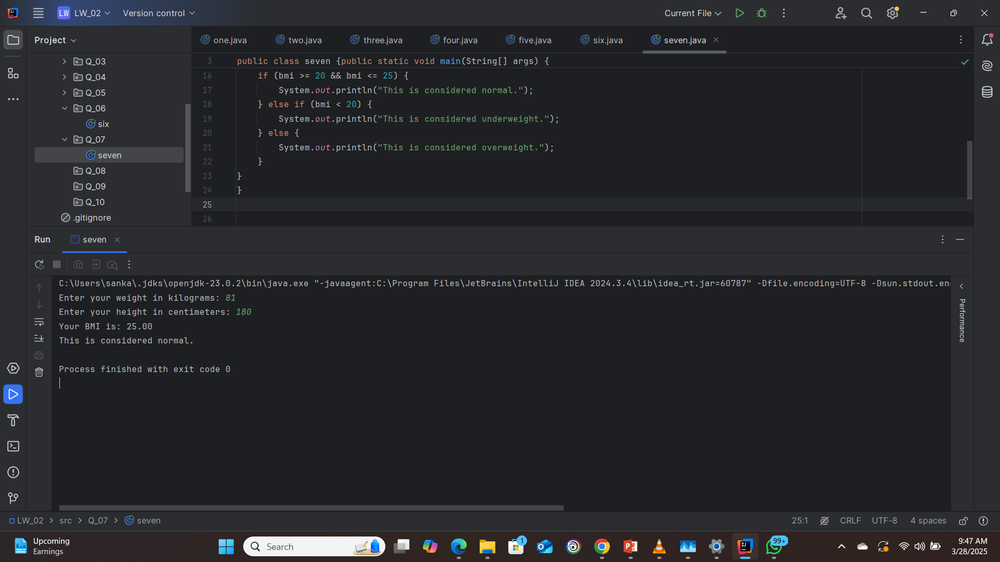 LW LW_02 Version control Current File
Project
one.java two.java three.java four.java five.java six.java seven.java
Q_03
Q_04
Q_05
Q_06
six
Q_07
seven
Q_08
Q_09
Q_10
.gitignore
3 public class seven {public static void main(String[] args) {
16 if (bmi >= 20 && bmi <= 25) {
17 System.out.println("This is considered normal.");
18 } else if (bmi < 20) {
19 System.out.println("This is considered underweight.");
20 } else {
21 System.out.println("This is considered overweight.");
22 }
23 }
24 }
25
26
Run seven
C:\Users\sanka\.jdks\openjdk-23.0.2\bin\java.exe "-javaagent:C:\Program Files\JetBrains\IntelliJ IDEA 2024.3.4\lib\idea_rt.jar=60787" -Dfile.encoding=UTF-8 -Dsun.stdout.en
Enter your weight in kilograms: 81
Enter your height in centimeters: 180
Your BMI is: 25.00
This is considered normal.
Process finished with exit code 0
Performance
LW_02 > src > Q_07 > seven 25:1 CRLF UTF-8 4 spaces
Upcoming
Earnings
Search
1
99+
9:47 AM
3/28/2025